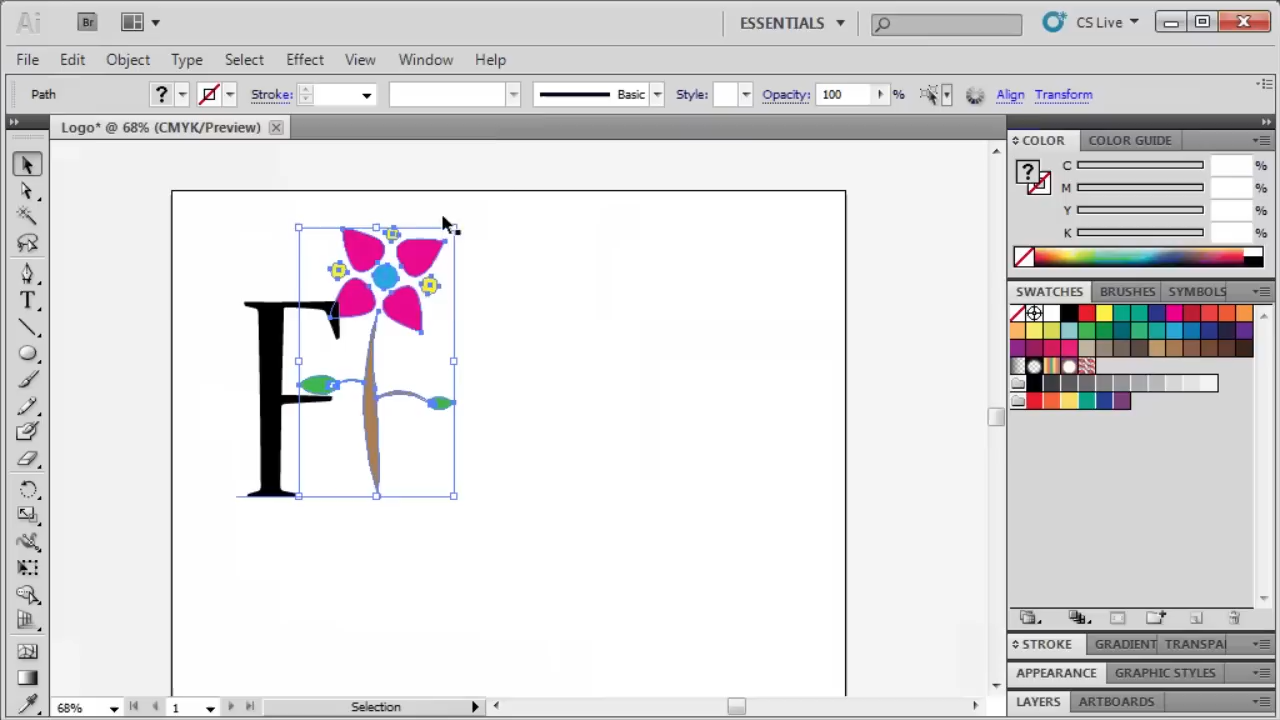 Ai Br ESSENTIALS CS Live
File Edit Object Type Select Effect View Window Help
Path ? Stroke: Basic Style: Opacity: 100 % Align Transform
Logo* @ 68% (CMYK/Preview)
COLOR COLOR GUIDE
? C %
M %
Y %
K %
SWATCHES BRUSHES SYMBOLS
F
T
STROKE GRADIENT TRANSPA
APPEARANCE GRAPHIC STYLES
LAYERS ARTBOARDS
68% 1 Selection